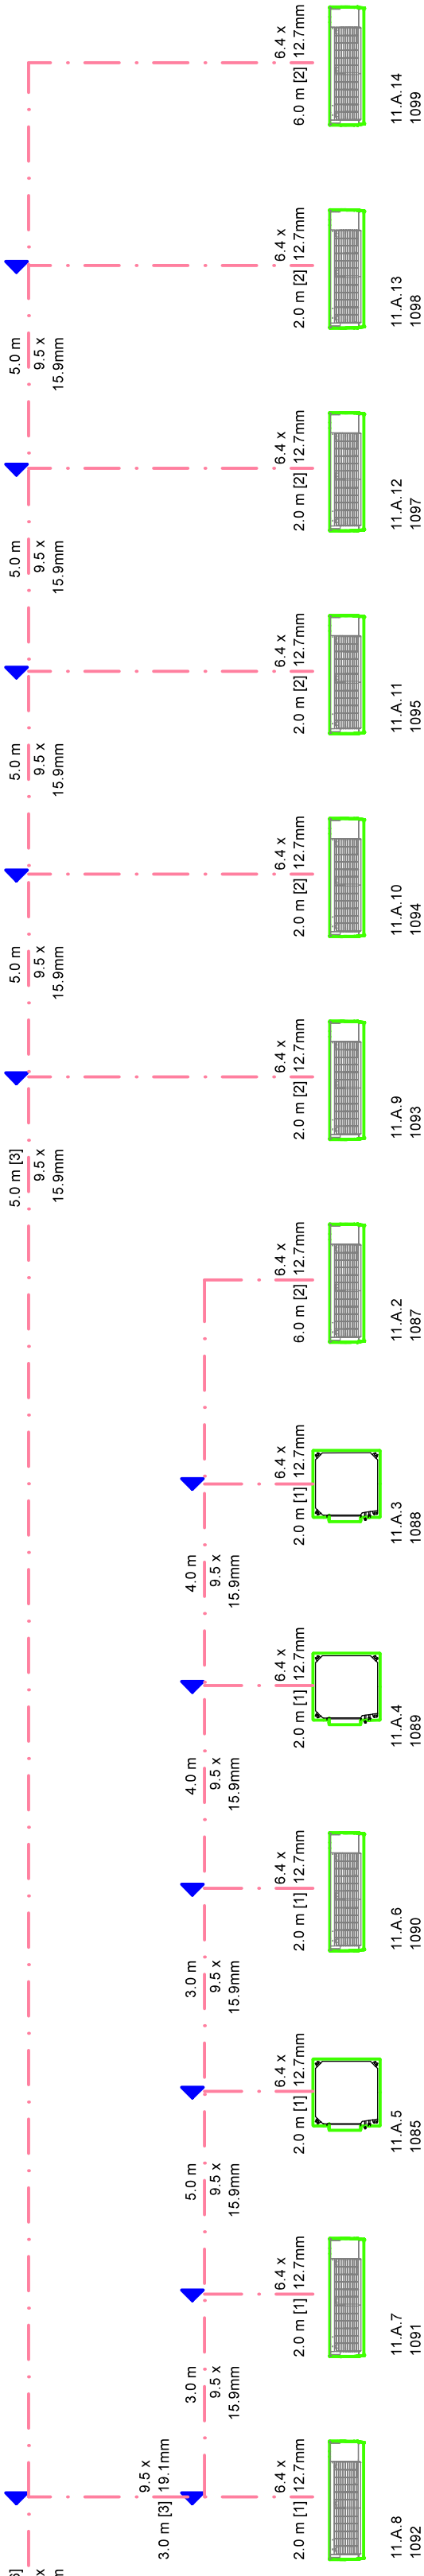 6.4 x
6.0 m [2] 12.7mm
11.A.14
1099
5.0 m
9.5 x
15.9mm
6.4 x
2.0 m [2] 12.7mm
11.A.13
1098
5.0 m
9.5 x
15.9mm
6.4 x
2.0 m [2] 12.7mm
11.A.12
1097
5.0 m
9.5 x
15.9mm
6.4 x
2.0 m [2] 12.7mm
11.A.11
1095
5.0 m
9.5 x
15.9mm
6.4 x
2.0 m [2] 12.7mm
11.A.10
1094
5.0 m [3]
9.5 x
15.9mm
6.4 x
2.0 m [2] 12.7mm
11.A.9
1093
6.4 x
6.0 m [2] 12.7mm
11.A.2
1087
4.0 m
9.5 x
15.9mm
6.4 x
2.0 m [1] 12.7mm
11.A.3
1088
4.0 m
9.5 x
15.9mm
6.4 x
2.0 m [1] 12.7mm
11.A.4
1089
3.0 m
9.5 x
15.9mm
6.4 x
2.0 m [1] 12.7mm
11.A.6
1090
5.0 m
9.5 x
15.9mm
6.4 x
2.0 m [1] 12.7mm
11.A.5
1085
3.0 m
9.5 x
15.9mm
6.4 x
2.0 m [1] 12.7mm
11.A.7
1091
9.5 x
3.0 m [3] 19.1mm
6.4 x
2.0 m [1] 12.7mm
11.A.8
1092